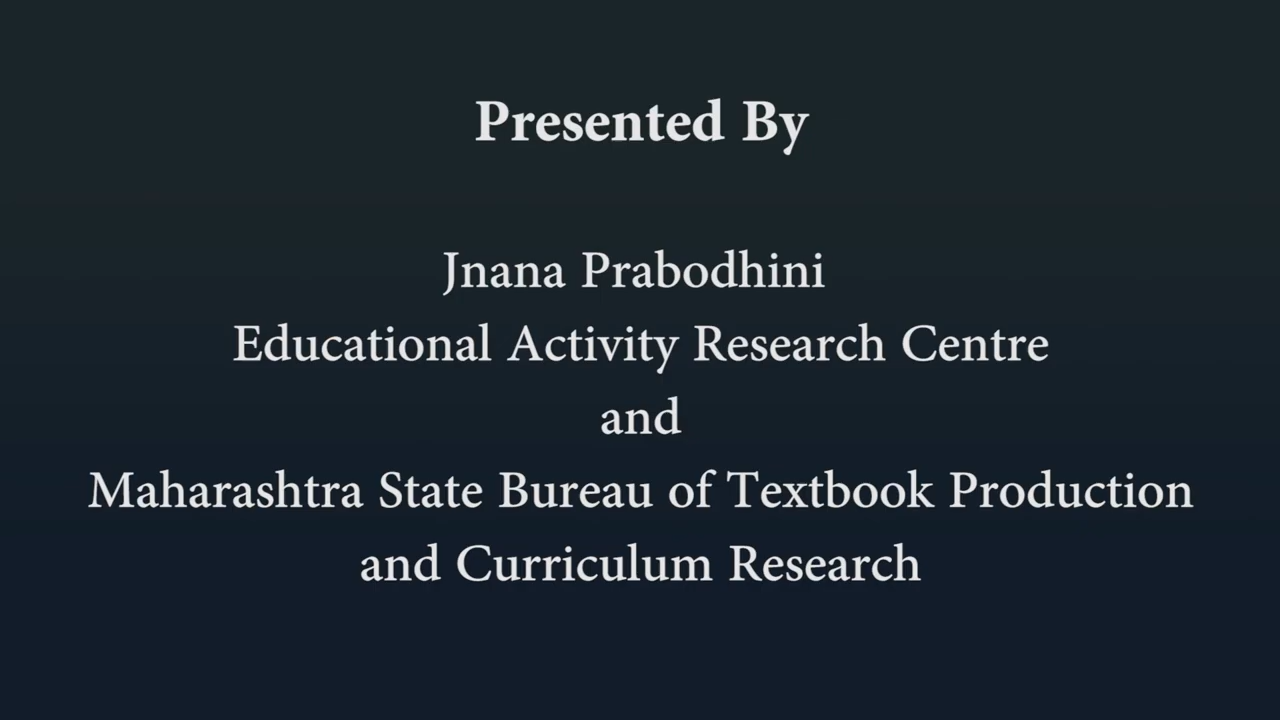 Presented By
Jnana Prabodhini
Educational Activity Research Centre
and
Maharashtra State Bureau of Textbook Production
and Curriculum Research